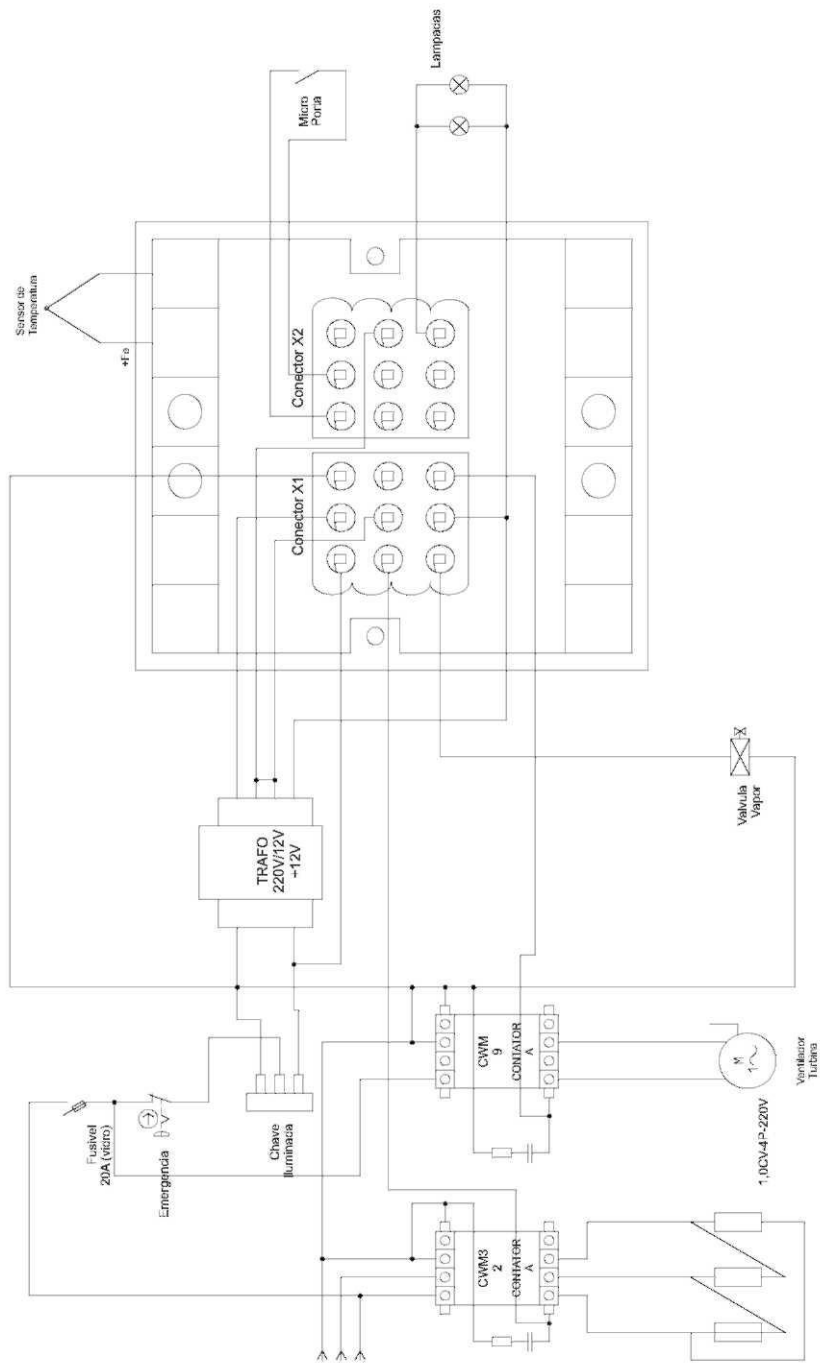 Sensor de
Temperatura
+Fe
Micro
Porta
Lampadas
Conector X2
Conector X1
TRAFO
220V/12V
+12V
Valvula
Vapor
Fusivel
20A (vidro)
Emergencia
Chave
Iluminada
CWM
9
CONTATOR
A
M
1~
Ventilador
Turbina
1,0CV-4P-220V
CWM3
2
CONTATOR
A